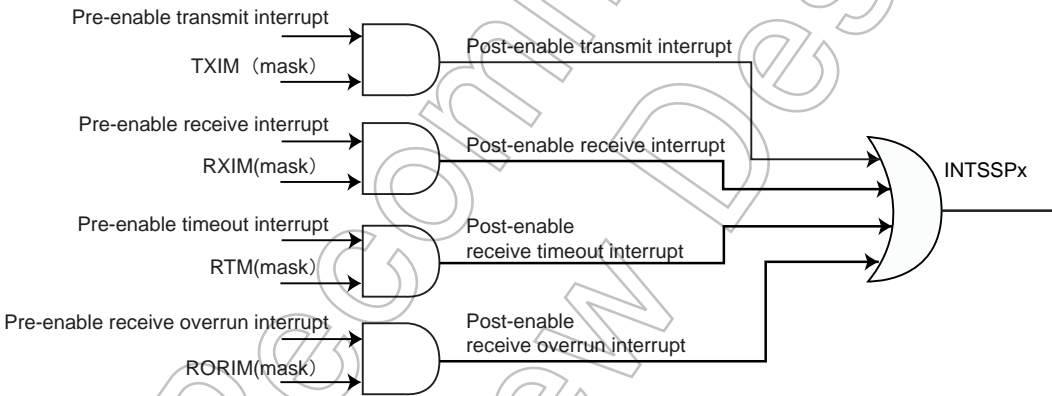 Pre-enable transmit interrupt
TXIM（mask）
Post-enable transmit interrupt
Pre-enable receive interrupt
RXIM(mask)
Post-enable receive interrupt
INTSSPx
Pre-enable timeout interrupt
RTM(mask)
Post-enable
receive timeout interrupt
Pre-enable receive overrun interrupt
RORIM(mask)
Post-enable
receive overrun interrupt